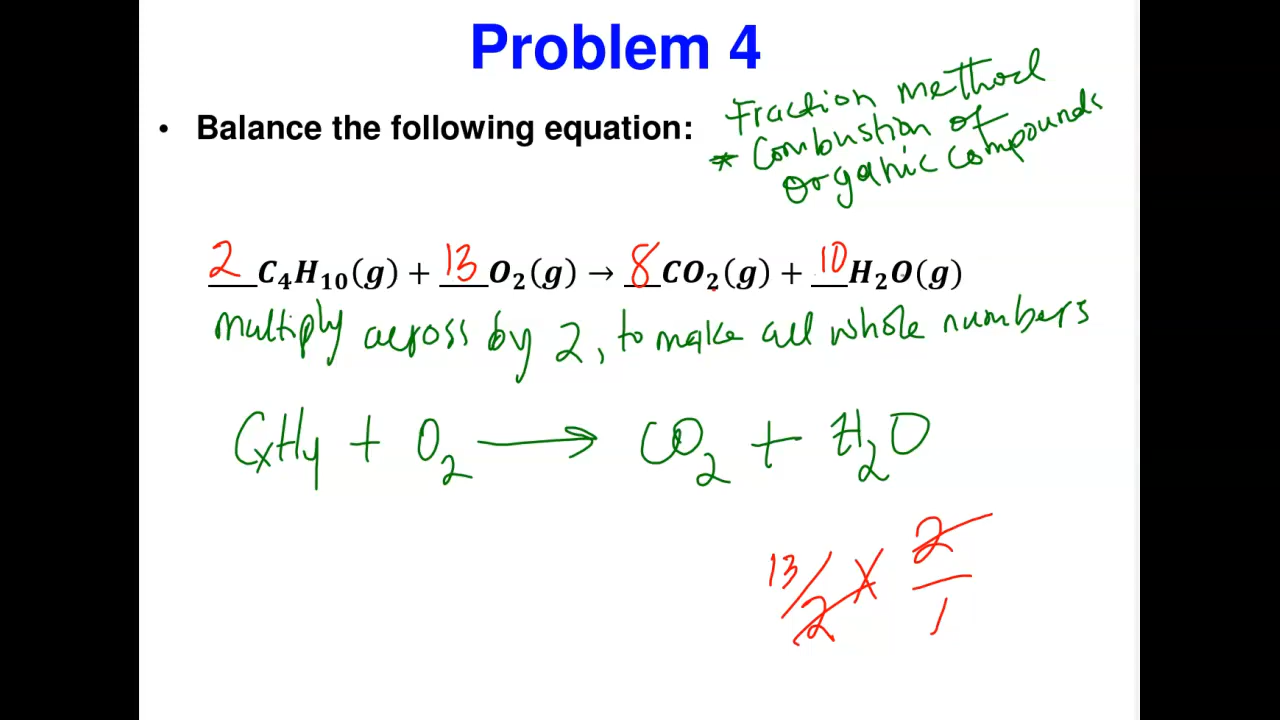 Problem 4
• Balance the following equation:
Fraction method
* Combustion of
organic compounds
2 C₄H₁₀(g) + 13 O₂(g) → 8 CO₂(g) + 10 H₂O(g)
multiply across by 2, to make all whole numbers
CxHy + O₂ → CO₂ + H₂O
13/2 × 2/1